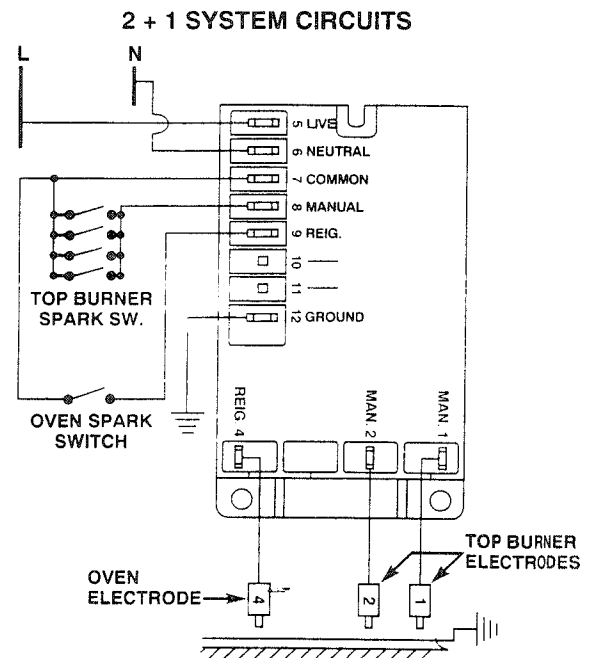 2 + 1 SYSTEM CIRCUITS
L
N
5 LIVE
6 NEUTRAL
7 COMMON
8 MANUAL
9 REIG.
10
11
12 GROUND
TOP BURNER
SPARK SW.
OVEN SPARK
SWITCH
REIG. 4
MAN. 2
MAN. 1
TOP BURNER
ELECTRODES
OVEN
ELECTRODE
4
2
1